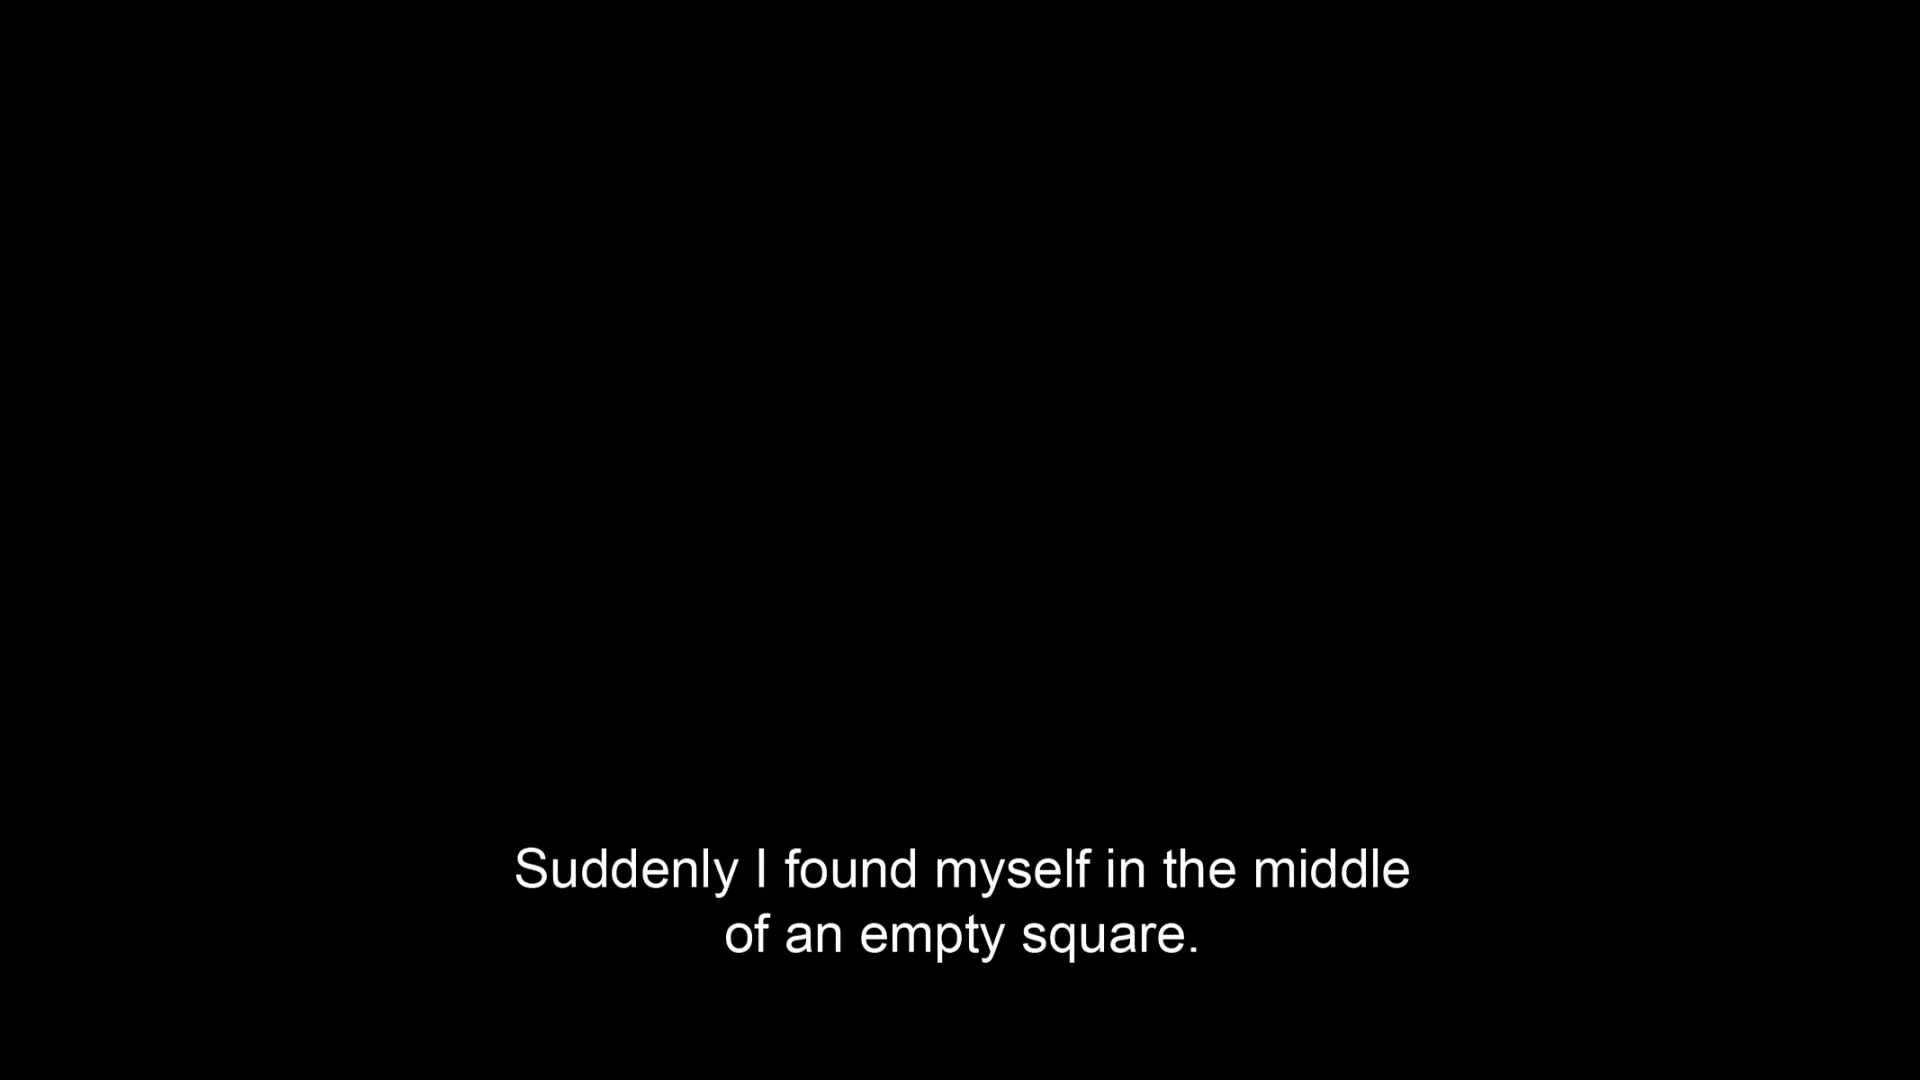 Suddenly I found myself in the middle
of an empty square.